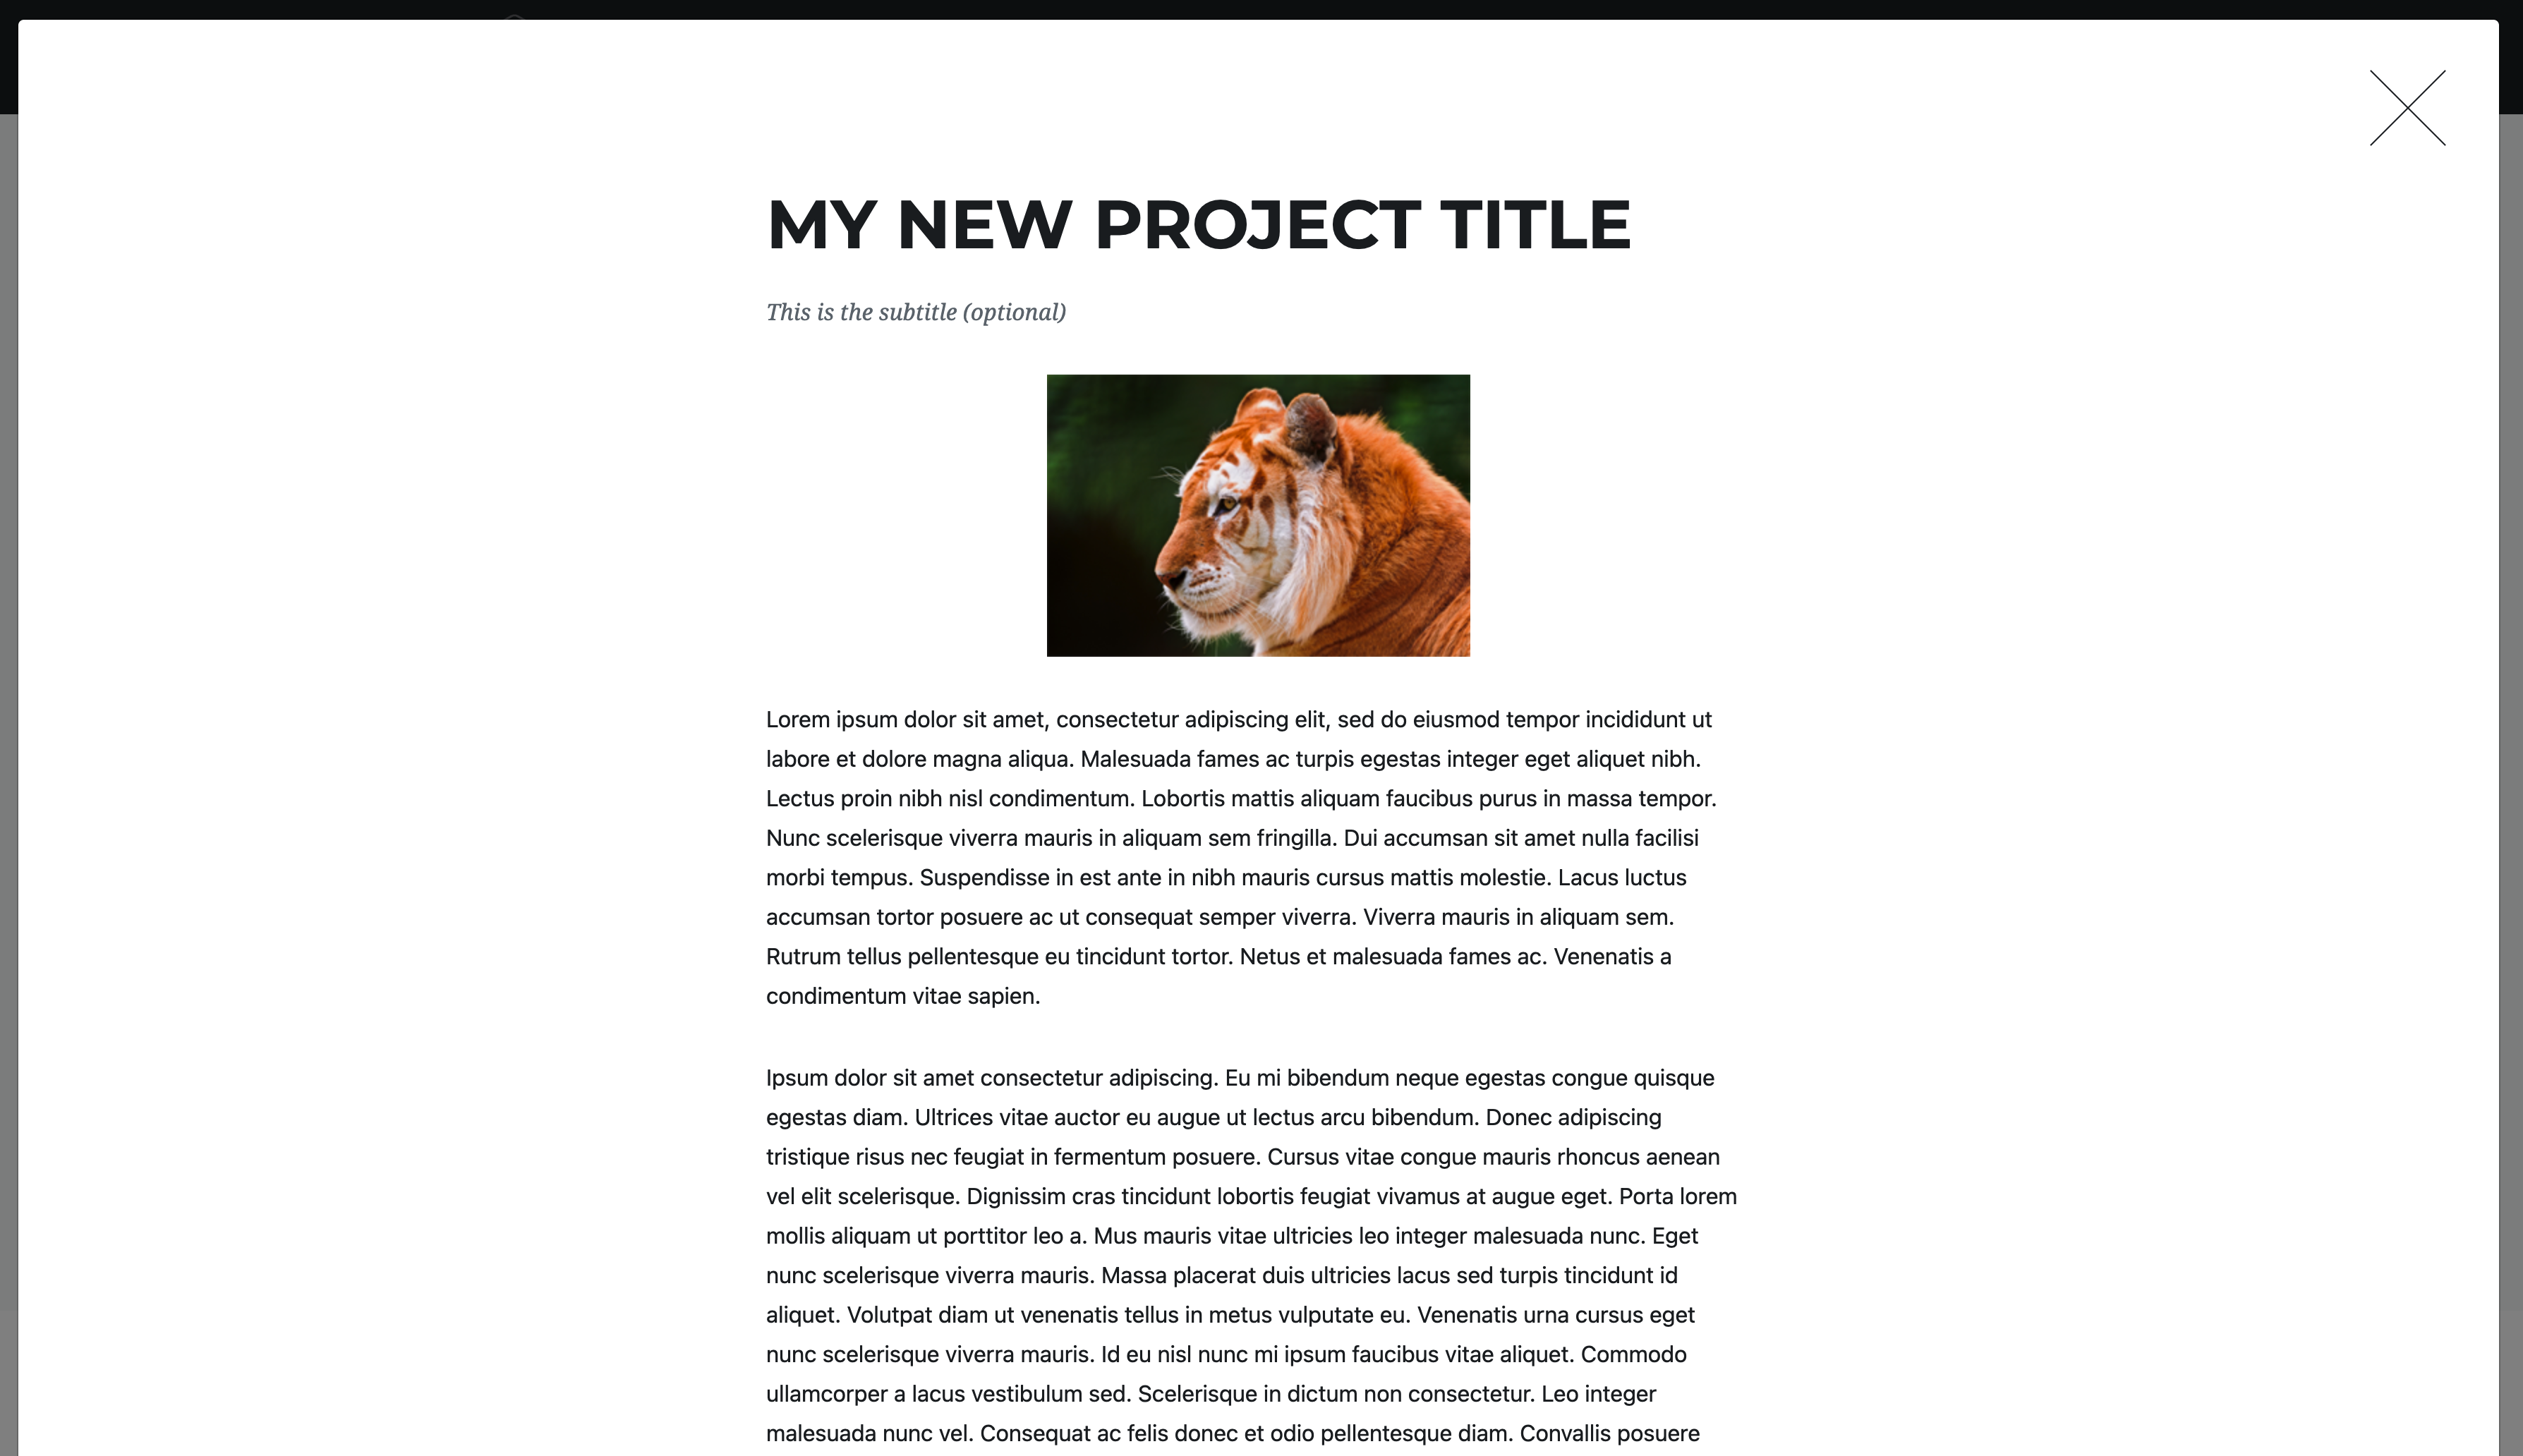 MY NEW PROJECT TITLE
This is the subtitle (optional)
Lorem ipsum dolor sit amet, consectetur adipiscing elit, sed do eiusmod tempor incididunt ut
labore et dolore magna aliqua. Malesuada fames ac turpis egestas integer eget aliquet nibh.
Lectus proin nibh nisl condimentum. Lobortis mattis aliquam faucibus purus in massa tempor.
Nunc scelerisque viverra mauris in aliquam sem fringilla. Dui accumsan sit amet nulla facilisi
morbi tempus. Suspendisse in est ante in nibh mauris cursus mattis molestie. Lacus luctus
accumsan tortor posuere ac ut consequat semper viverra. Viverra mauris in aliquam sem.
Rutrum tellus pellentesque eu tincidunt tortor. Netus et malesuada fames ac. Venenatis a
condimentum vitae sapien.
Ipsum dolor sit amet consectetur adipiscing. Eu mi bibendum neque egestas congue quisque
egestas diam. Ultrices vitae auctor eu augue ut lectus arcu bibendum. Donec adipiscing
tristique risus nec feugiat in fermentum posuere. Cursus vitae congue mauris rhoncus aenean
vel elit scelerisque. Dignissim cras tincidunt lobortis feugiat vivamus at augue eget. Porta lorem
mollis aliquam ut porttitor leo a. Mus mauris vitae ultricies leo integer malesuada nunc. Eget
nunc scelerisque viverra mauris. Massa placerat duis ultricies lacus sed turpis tincidunt id
aliquet. Volutpat diam ut venenatis tellus in metus vulputate eu. Venenatis urna cursus eget
nunc scelerisque viverra mauris. Id eu nisl nunc mi ipsum faucibus vitae aliquet. Commodo
ullamcorper a lacus vestibulum sed. Scelerisque in dictum non consectetur. Leo integer
malesuada nunc vel. Consequat ac felis donec et odio pellentesque diam. Convallis posuere